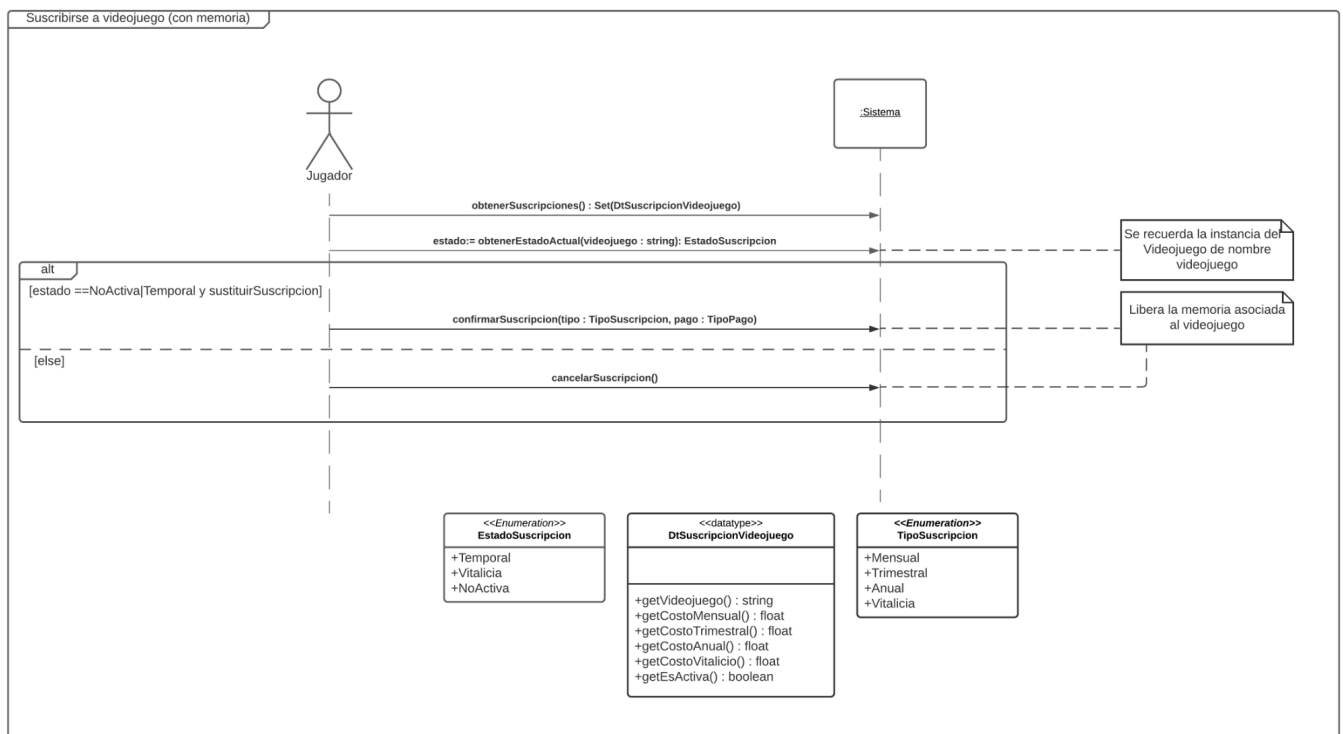 Suscribirse a videojuego (con memoria)
:Sistema
Jugador
obtenerSuscripciones() : Set(DtSuscripcionVideojuego)
estado:= obtenerEstadoActual(videojuego : string): EstadoSuscripcion
Se recuerda la instancia del
Videojuego de nombre
videojuego
alt
[estado ==NoActiva|Temporal y sustituirSuscripcion]
confirmarSuscripcion(tipo : TipoSuscripcion, pago : TipoPago)
Libera la memoria asociada
al videojuego
[else]
cancelarSuscripcion()
<<Enumeration>>
EstadoSuscripcion
+Temporal
+Vitalicia
+NoActiva
<<datatype>>
DtSuscripcionVideojuego
+getVideojuego() : string
+getCostoMensual() : float
+getCostoTrimestral() : float
+getCostoAnual() : float
+getCostoVitalicio() : float
+getEsActiva() : boolean
<<Enumeration>>
TipoSuscripcion
+Mensual
+Trimestral
+Anual
+Vitalicia